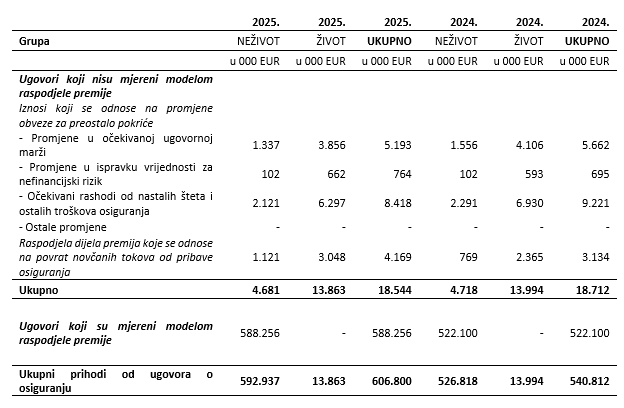 2025. 2025. 2025. 2024. 2024. 2024.
Grupa NEŽIVOT ŽIVOT UKUPNO NEŽIVOT ŽIVOT UKUPNO
u 000 EUR u 000 EUR u 000 EUR u 000 EUR u 000 EUR u 000 EUR
Ugovori koji nisu mjereni modelom
raspodjele premije
Iznosi koji se odnose na promjene
obveze za preostalo pokriće
- Promjene u očekivanoj ugovornoj
marži 1.337 3.856 5.193 1.556 4.106 5.662
- Promjene u ispravku vrijednosti za
nefinancijski rizik 102 662 764 102 593 695
- Očekivani rashodi od nastalih šteta i
ostalih troškova osiguranja 2.121 6.297 8.418 2.291 6.930 9.221
- Ostale promjene - - - - - -
Raspodjela dijela premija koje se odnose
na povrat novčanih tokova od pribave 1.121 3.048 4.169 769 2.365 3.134
osiguranja
Ukupno 4.681 13.863 18.544 4.718 13.994 18.712
Ugovori koji su mjereni modelom
raspodjele premije 588.256 - 588.256 522.100 - 522.100
Ukupni prihodi od ugovora o
osiguranju 592.937 13.863 606.800 526.818 13.994 540.812